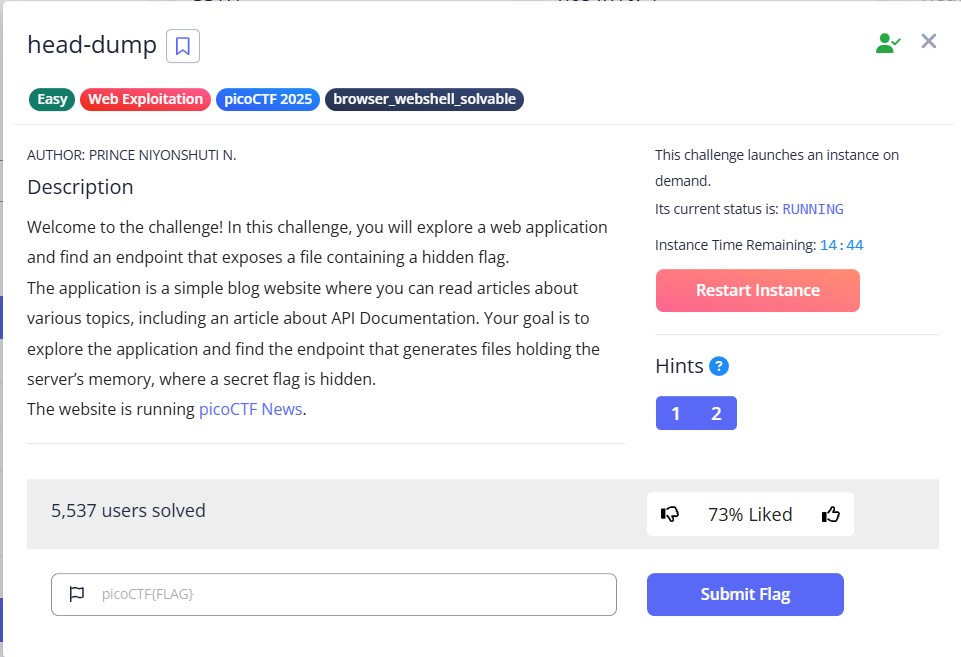 head-dump
Easy Web Exploitation picoCTF 2025 browser_webshell_solvable
AUTHOR: PRINCE NIYONSHUTI N.
Description
Welcome to the challenge! In this challenge, you will explore a web application
and find an endpoint that exposes a file containing a hidden flag.
The application is a simple blog website where you can read articles about
various topics, including an article about API Documentation. Your goal is to
explore the application and find the endpoint that generates files holding the
server’s memory, where a secret flag is hidden.
The website is running picoCTF News.
This challenge launches an instance on
demand.
Its current status is: RUNNING
Instance Time Remaining: 14:44
Restart Instance
Hints ?
1 2
5,537 users solved
73% Liked
picoCTF{FLAG}
Submit Flag